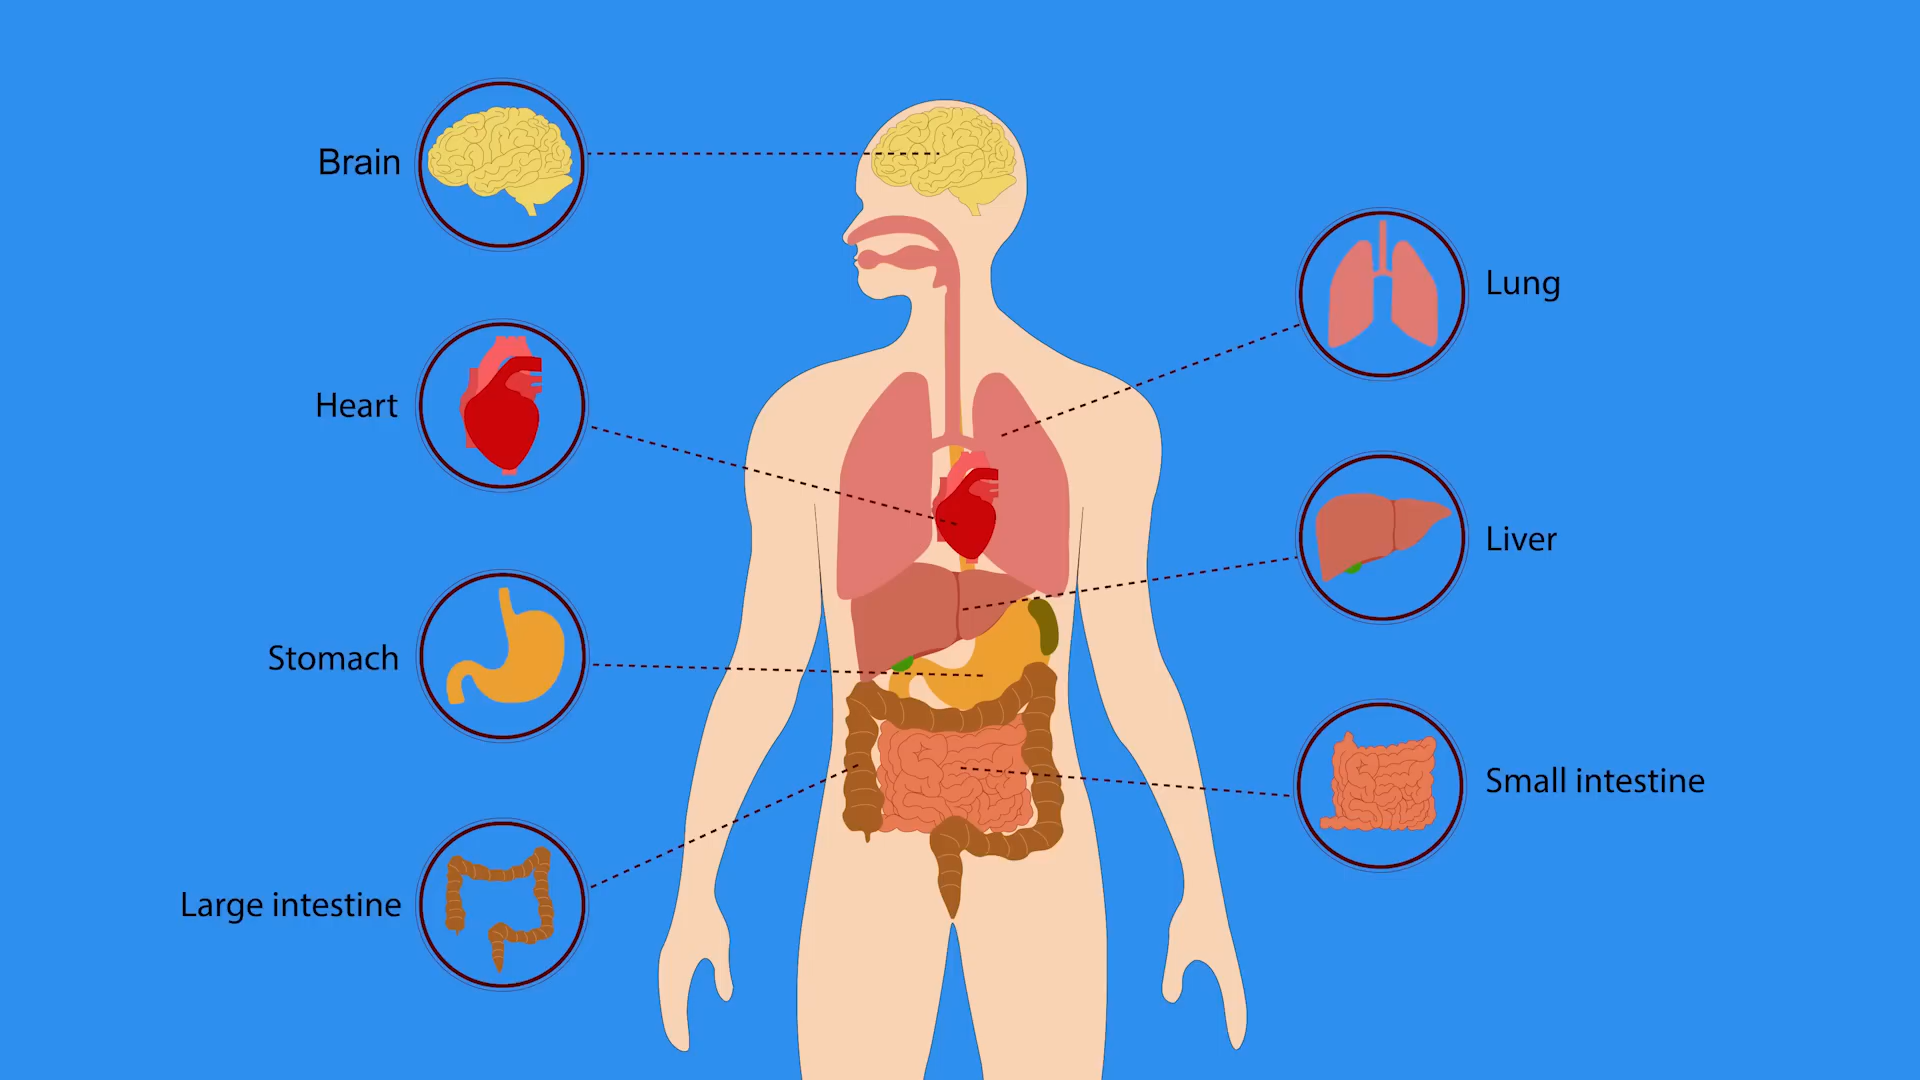 Brain
Heart
Stomach
Large intestine
Lung
Liver
Small intestine